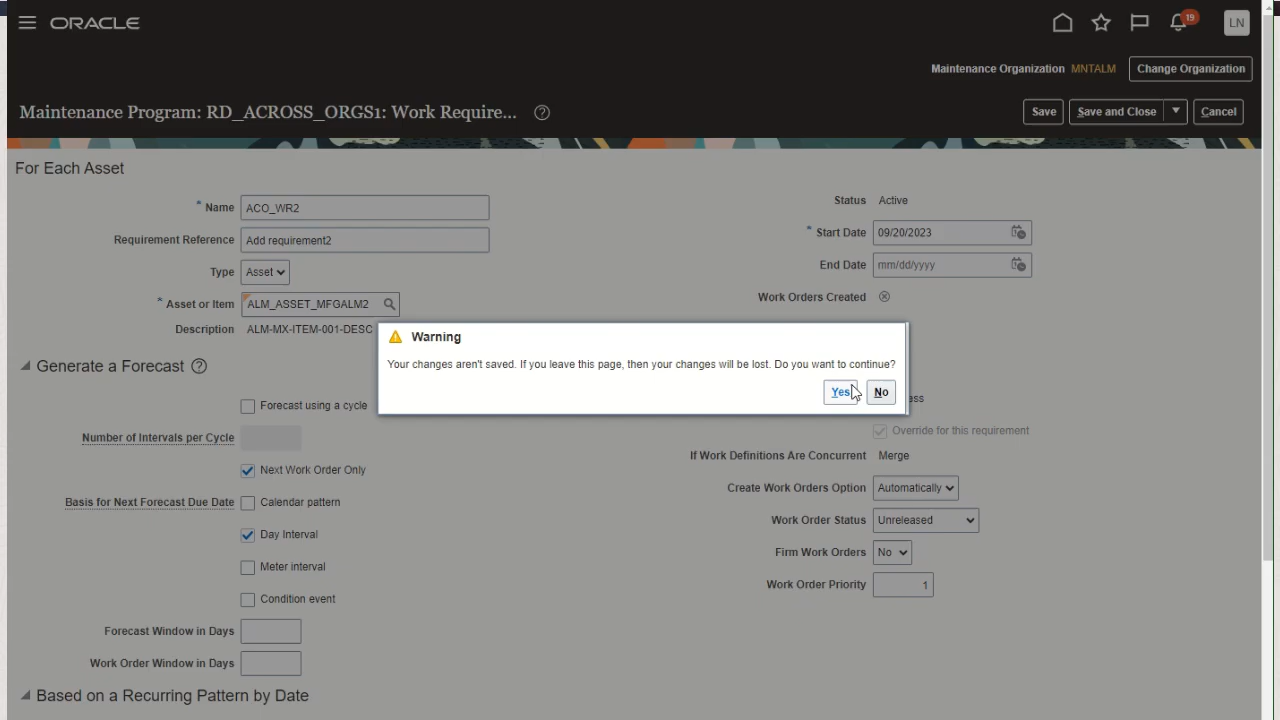 ORACLE
19
LN
Maintenance Organization MNTALM Change Organization
Maintenance Program: RD_ACROSS_ORGS1: Work Require... ?
Save Save and Close Cancel
For Each Asset
* Name ACO_WR2
Status Active
Requirement Reference Add requirement2
* Start Date 09/20/2023
Type Asset
End Date mm/dd/yyyy
* Asset or Item ALM_ASSET_MFGALM2
Work Orders Created
Description ALM-MX-ITEM-001-DESC
Warning
Your changes aren't saved. If you leave this page, then your changes will be lost. Do you want to continue?
Yes No
Generate a Forecast ?
Forecast using a cycle
ess
Number of Intervals per Cycle
Override for this requirement
Next Work Order Only
If Work Definitions Are Concurrent Merge
Basis for Next Forecast Due Date Calendar pattern
Create Work Orders Option Automatically
Day Interval
Work Order Status Unreleased
Meter interval
Firm Work Orders No
Condition event
Work Order Priority 1
Forecast Window in Days
Work Order Window in Days
Based on a Recurring Pattern by Date